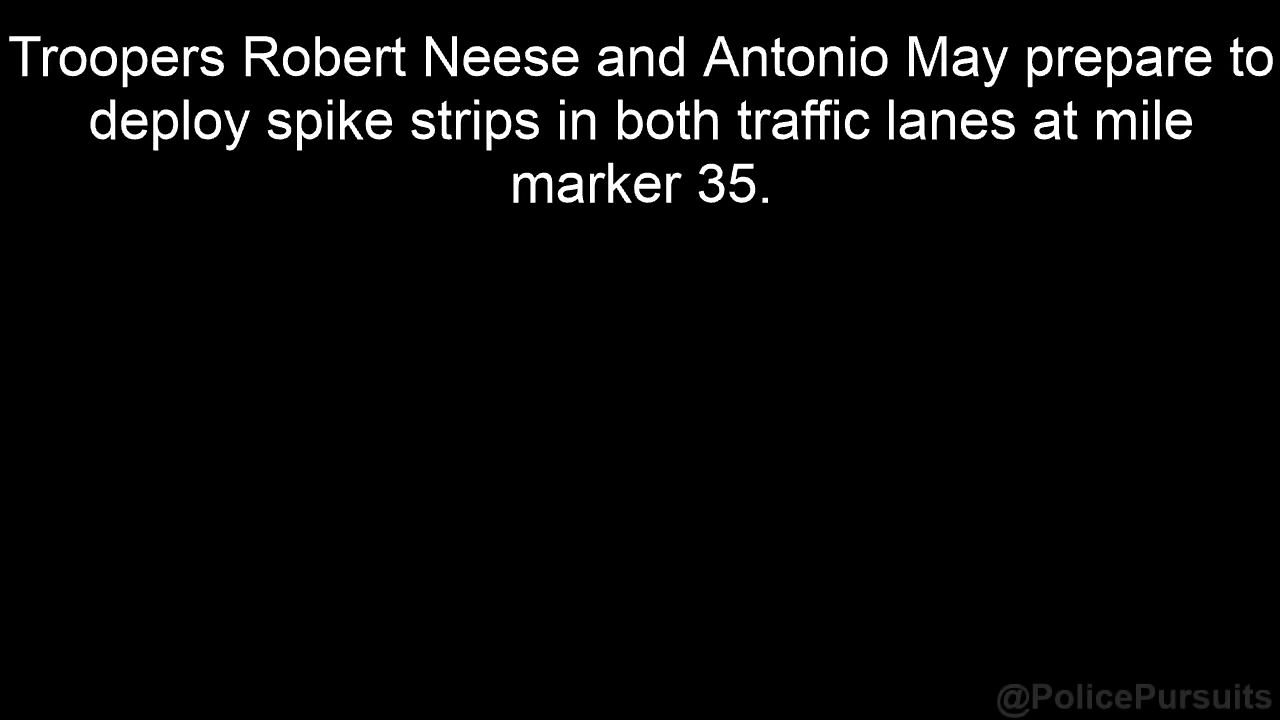 Troopers Robert Neese and Antonio May prepare to
deploy spike strips in both traffic lanes at mile
marker 35.
@PolicePursuits